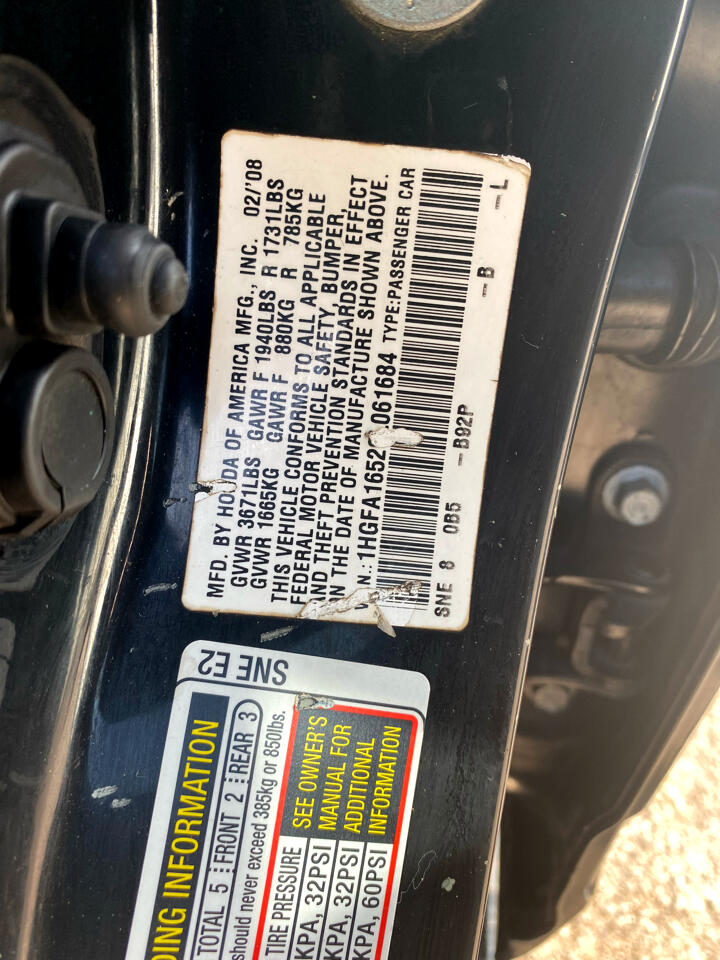 MFD. BY HONDA OF AMERICA MFG., INC. 02/'08
GVWR 3671LBS GAWR F 1940LBS R 1731LBS
GVWR 1665KG GAWR F 880KG R 785KG
THIS VEHICLE CONFORMS TO ALL APPLICABLE
FEDERAL MOTOR VEHICLE SAFETY, BUMPER,
AND THEFT PREVENTION STANDARDS IN EFFECT
ON THE DATE OF MANUFACTURE SHOWN ABOVE.
1HGFA1652 061684 TYPE:PASSENGER CAR
SNE 8 0B5 –B92P –B –L
SNE E2
DING INFORMATION
TOTAL 5 FRONT 2 REAR 3
should never exceed 385kg or 850lbs.
TIRE PRESSURE
KPA, 32PSI
KPA, 32PSI
KPA, 60PSI
SEE OWNER'S
MANUAL FOR
ADDITIONAL
INFORMATION